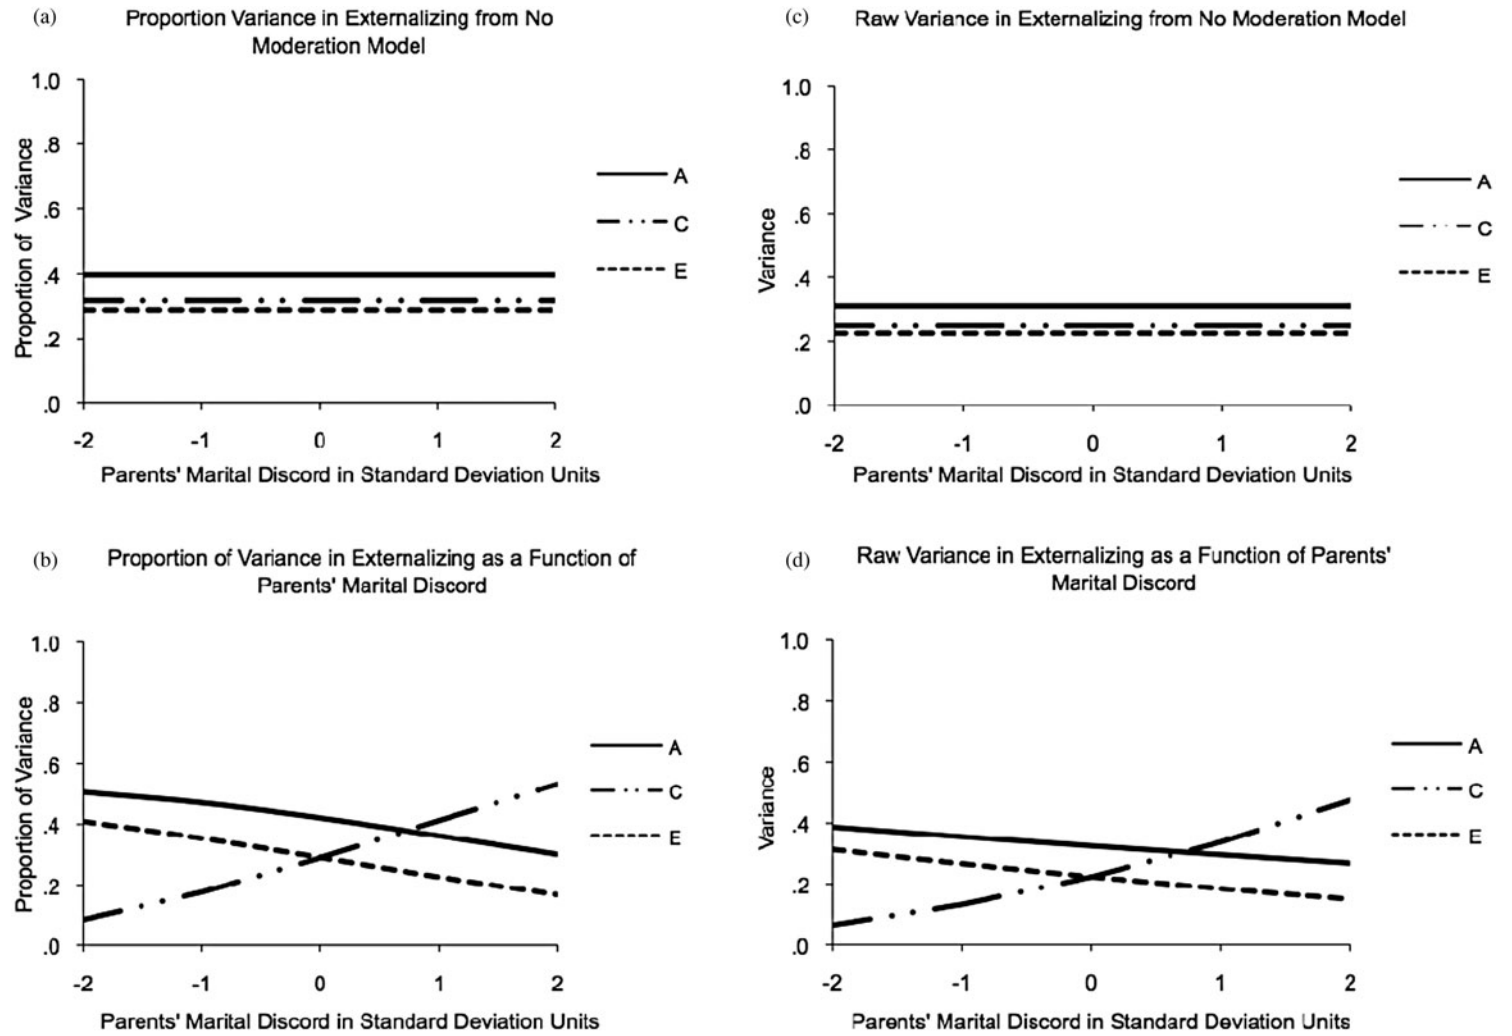 (a)
Proportion Variance in Externalizing from No
Moderation Model
1.0
.8
.6
.4
.2
.0
Proportion of Variance
-2 -1 0 1 2
Parents' Marital Discord in Standard Deviation Units
A
C
E
(c)
Raw Variance in Externalizing from No Moderation Model
1.0
.8
.6
.4
.2
.0
Variance
-2 -1 0 1 2
Parents' Marital Discord in Standard Deviation Units
A
C
E
(b)
Proportion of Variance in Externalizing as a Function of
Parents' Marital Discord
1.0
.8
.6
.4
.2
.0
Proportion of Variance
-2 -1 0 1 2
Parents' Marital Discord in Standard Deviation Units
A
C
E
(d)
Raw Variance in Externalizing as a Function of Parents'
Marital Discord
1.0
.8
.6
.4
.2
.0
Variance
-2 -1 0 1 2
Parents' Marital Discord in Standard Deviation Units
A
C
E